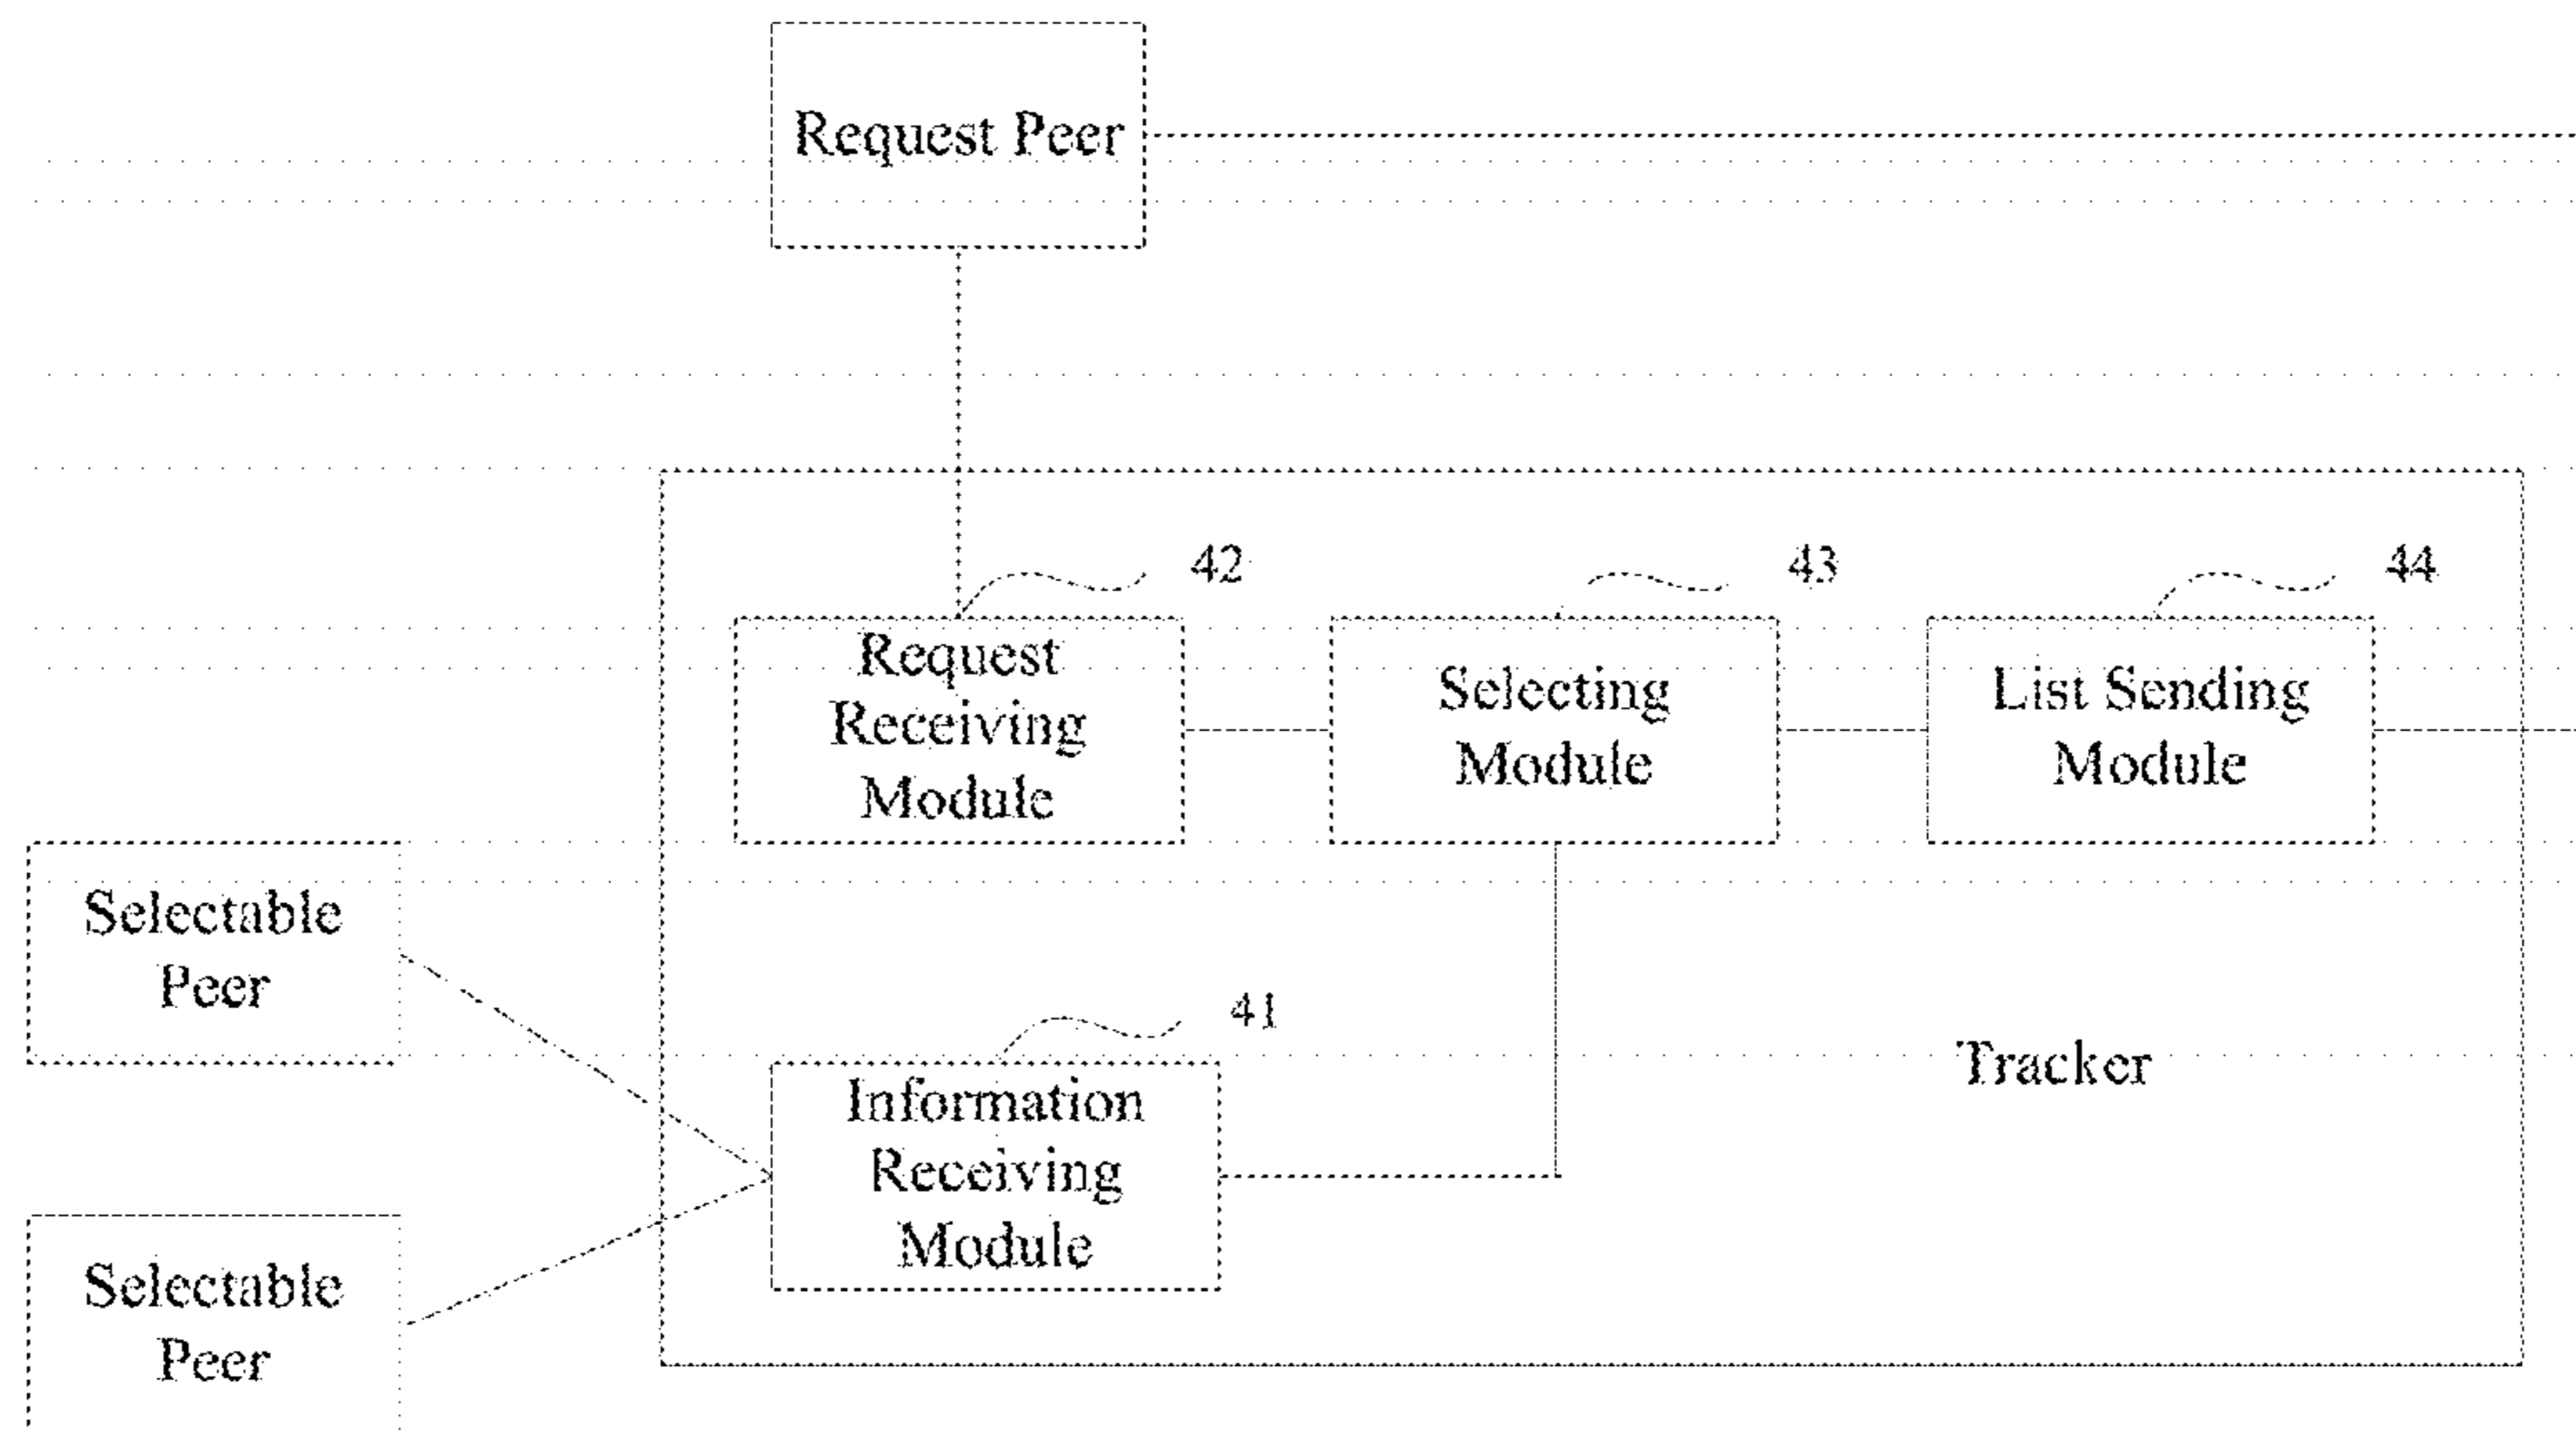 Request Peer
42
43
44
Request
Receiving
Module
Selecting
Module
List Sending
Module
Selectable
Peer
41
Information
Receiving
Module
Tracker
Selectable
Peer